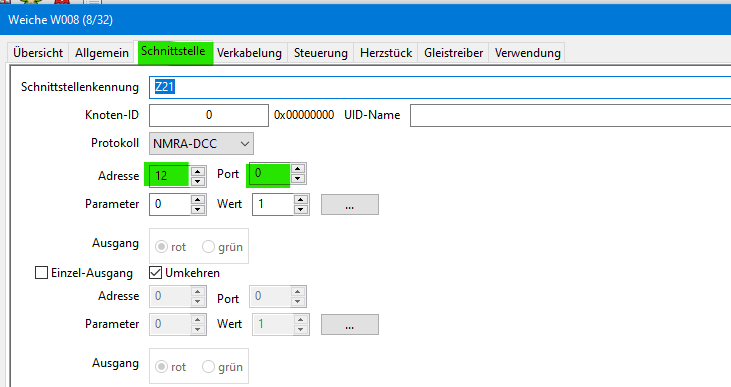 Weiche W008 (8/32)
Übersicht Allgemein Schnittstelle Verkabelung Steuerung Herzstück Gleistreiber Verwendung
Schnittstellenkennung Z21
Knoten-ID 0 0x00000000 UID-Name
Protokoll NMRA-DCC
Adresse 12 Port 0
Parameter 0 Wert 1 ...
Ausgang rot grün
Einzel-Ausgang Umkehren
Adresse 0 Port 0
Parameter 0 Wert 1 ...
Ausgang rot grün